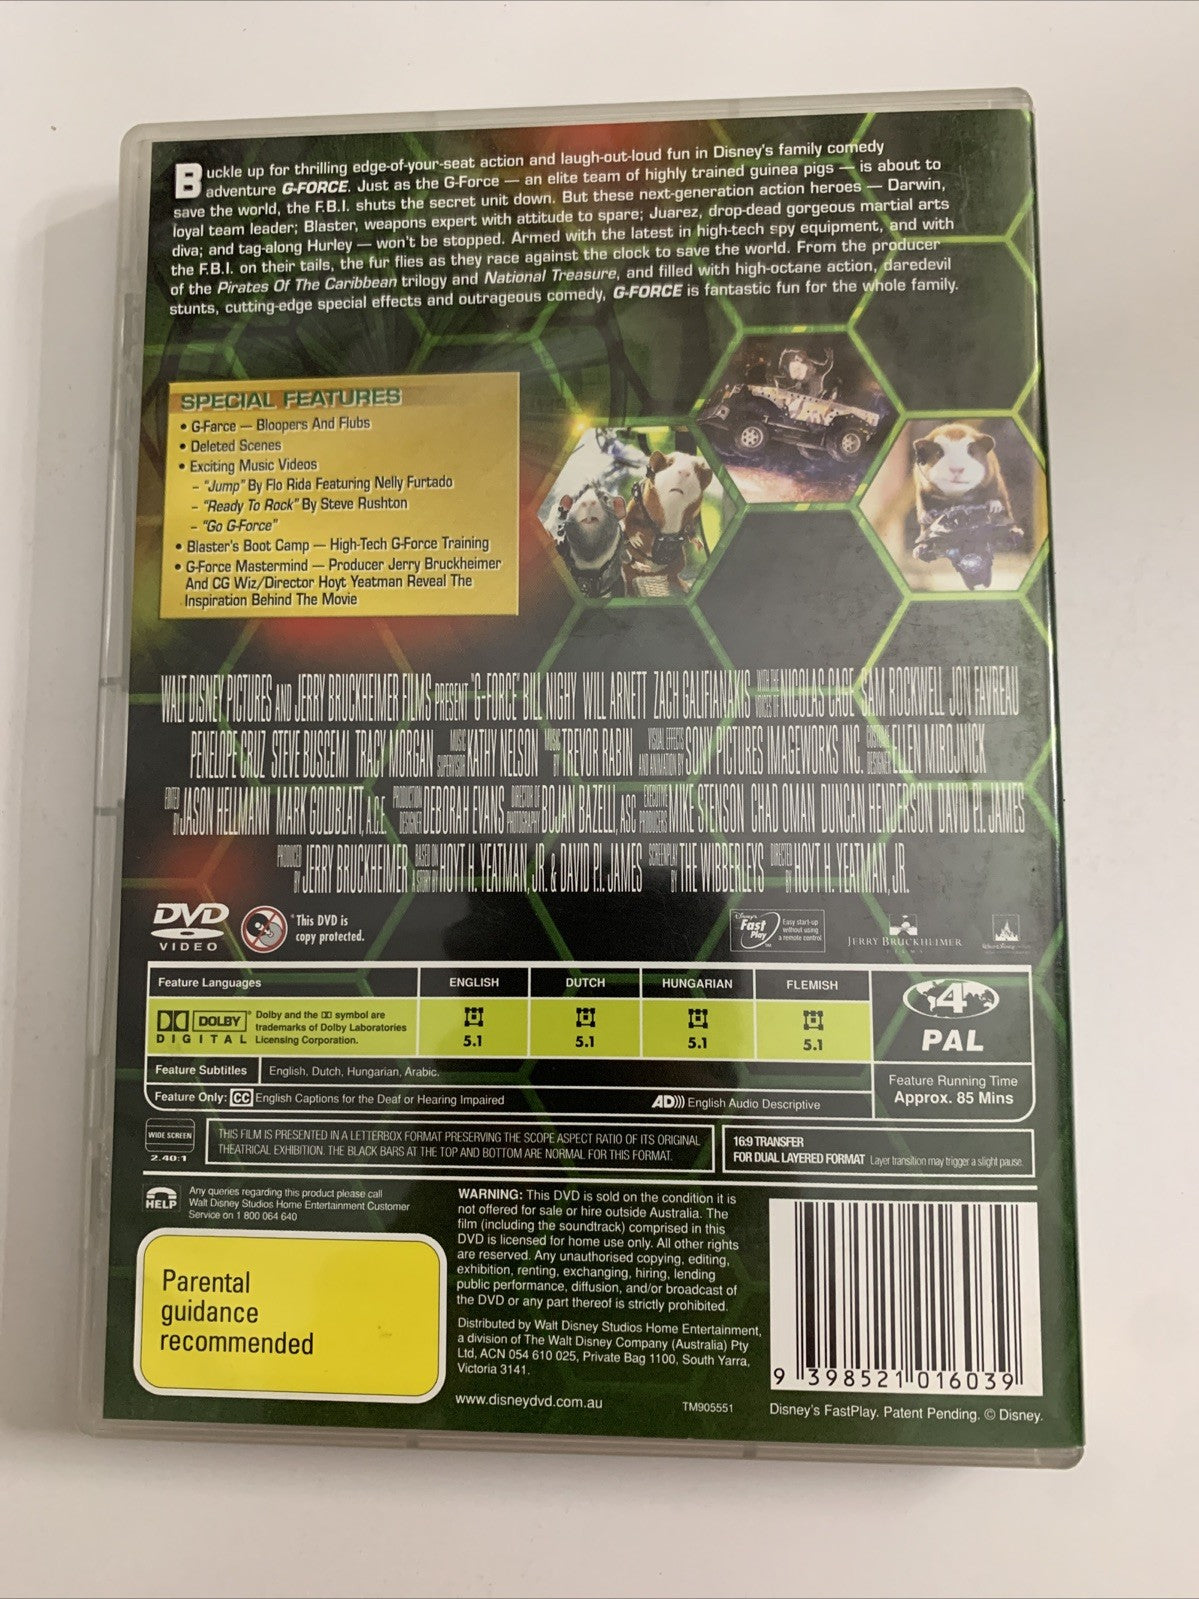 Buckle up for thrilling edge-of-your-seat action and laugh-out-loud fun in Disney's family comedy
adventure G-FORCE. Just as the G-Force — an elite team of highly trained guinea pigs — is about to
save the world, the F.B.I. shuts the secret unit down. But these next-generation action heroes — Darwin,
loyal team leader; Blaster, weapons expert with attitude to spare; Juarez, drop-dead gorgeous martial arts
diva; and tag-along Hurley — won't be stopped. Armed with the latest in high-tech spy equipment, and with
the F.B.I. on their tails, the fur flies as they race against the clock to save the world. From the producer
of the Pirates Of The Caribbean trilogy and National Treasure, and filled with high-octane action, daredevil
stunts, cutting-edge special effects and outrageous comedy, G-FORCE is fantastic fun for the whole family.
SPECIAL FEATURES
• G-Farce — Bloopers And Flubs
• Deleted Scenes
• Exciting Music Videos
– "Jump" By Flo Rida Featuring Nelly Furtado
– "Ready To Rock" By Steve Rushton
– "Go G-Force"
• Blaster's Boot Camp — High-Tech G-Force Training
• G-Force Mastermind — Producer Jerry Bruckheimer
And CG Wiz/Director Hoyt Yeatman Reveal The
Inspiration Behind The Movie
WALT DISNEY PICTURES AND JERRY BRUCKHEIMER FILMS PRESENT "G-FORCE" BILL NIGHY WILL ARNETT ZACH GALIFIANAKIS WITH THE VOICES OF NICOLAS CAGE SAM ROCKWELL JON FAVREAU
PENELOPE CRUZ STEVE BUSCEMI TRACY MORGAN MUSIC SUPERVISOR KATHY NELSON MUSIC BY TREVOR RABIN VISUAL EFFECTS AND ANIMATION BY SONY PICTURES IMAGEWORKS INC. COSTUME DESIGNER ELLEN MIROJNICK
EDITED BY JASON HELLMANN MARK GOLDBLATT, A.C.E. PRODUCTION DESIGNER DEBORAH EVANS DIRECTOR OF PHOTOGRAPHY BOJAN BAZELLI, ASC EXECUTIVE PRODUCERS MIKE STENSON CHAD OMAN DUNCAN HENDERSON DAVID P.I. JAMES
PRODUCED BY JERRY BRUCKHEIMER BASED ON A STORY BY HOYT H. YEATMAN, JR. & DAVID P.I. JAMES SCREENPLAY BY THE WIBBERLEYS DIRECTED BY HOYT H. YEATMAN, JR.
DVD
VIDEO
This DVD is
copy protected.
Disney's
Fast
Play
TM
Easy start-up
without using
a remote control
JERRY BRUCKHEIMER
FILMS
Feature Languages
ENGLISH
DUTCH
HUNGARIAN
FLEMISH
DOLBY
DIGITAL
Dolby and the DD symbol are
trademarks of Dolby Laboratories
Licensing Corporation.
5.1
5.1
5.1
5.1
4
PAL
Feature Subtitles
English, Dutch, Hungarian, Arabic.
Feature Only: CC English Captions for the Deaf or Hearing Impaired
AD))) English Audio Descriptive
Feature Running Time
Approx. 85 Mins
WIDE SCREEN
2.40:1
THIS FILM IS PRESENTED IN A LETTERBOX FORMAT PRESERVING THE SCOPE ASPECT RATIO OF ITS ORIGINAL
THEATRICAL EXHIBITION. THE BLACK BARS AT THE TOP AND BOTTOM ARE NORMAL FOR THIS FORMAT.
16:9 TRANSFER
FOR DUAL LAYERED FORMAT Layer transition may trigger a slight pause.
HELP
Any queries regarding this product please call
Walt Disney Studios Home Entertainment Customer
Service on 1 800 064 640
Parental
guidance
recommended
WARNING: This DVD is sold on the condition it is
not offered for sale or hire outside Australia. The
film (including the soundtrack) comprised in this
DVD is licensed for home use only. All other rights
are reserved. Any unauthorised copying, editing,
exhibition, renting, exchanging, hiring, lending
public performance, diffusion, and/or broadcast of
the DVD or any part thereof is strictly prohibited.
Distributed by Walt Disney Studios Home Entertainment,
a division of The Walt Disney Company (Australia) Pty
Ltd, ACN 054 610 025, Private Bag 1100, South Yarra,
Victoria 3141.
www.disneydvd.com.au
TM905551
9 398521 016039
Disney's FastPlay. Patent Pending. © Disney.